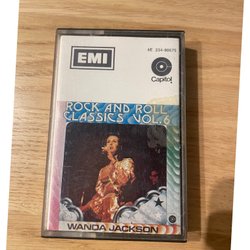 EMI
Capitol
ROCK AND ROLL
CLASSICS VOL. 6
WANDA JACKSON